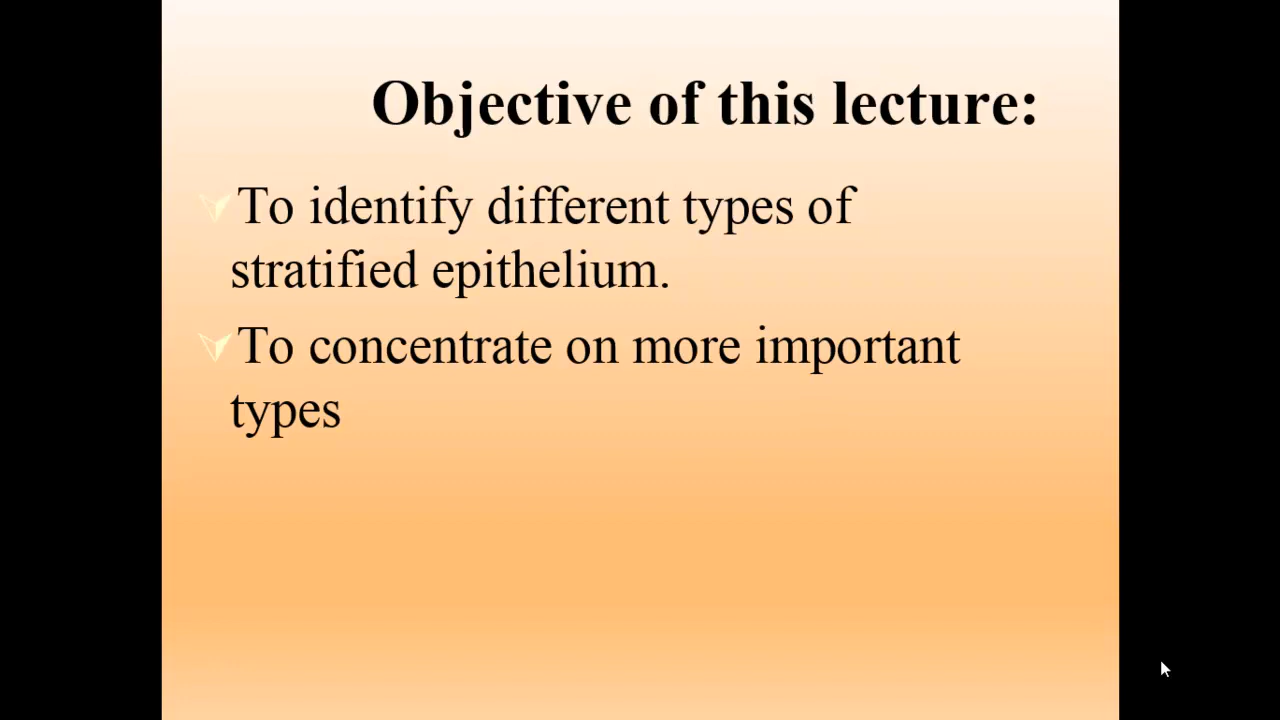 Objective of this lecture:
To identify different types of
stratified epithelium.
To concentrate on more important
types